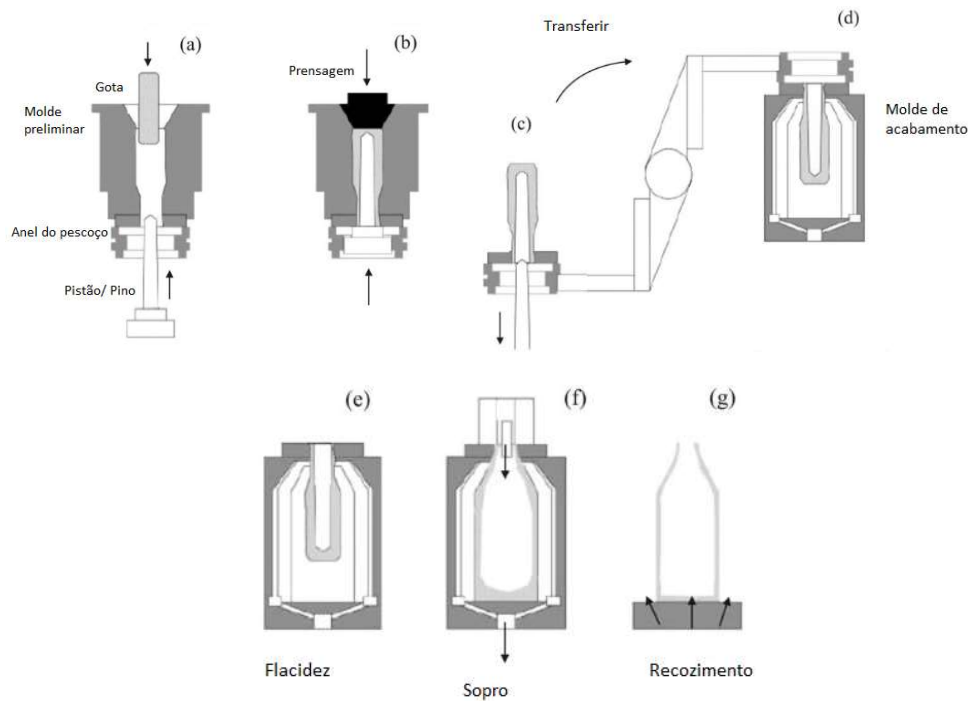 (a)
Gota
Molde
preliminar
Anel do pescoço
Pistão/ Pino
(b)
Prensagem
(c)
Transferir
(d)
Molde de
acabamento
(e)
Flacidez
(f)
Sopro
(g)
Recozimento